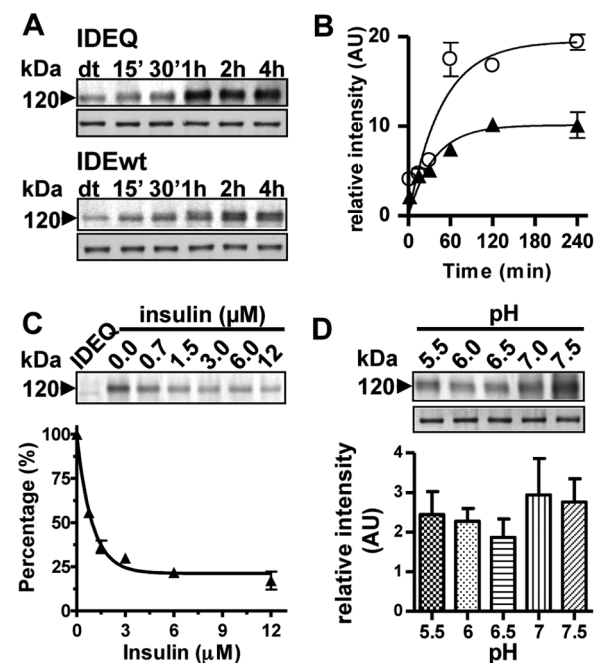 A
IDEQ
kDa dt 15' 30' 1h 2h 4h
120
IDEwt
kDa dt 15' 30' 1h 2h 4h
120
B
relative intensity (AU)
20
10
0
0 60 120 180 240
Time (min)
C
insulin (µM)
kDa IDEQ 0.0 0.7 1.5 3.0 6.0 12
120
Percentage (%)
100
75
50
25
0
0 3 6 9 12
Insulin (µM)
D
pH
kDa 5.5 6.0 6.5 7.0 7.5
120
relative intensity
(AU)
4
3
2
1
0
5.5 6 6.5 7 7.5
pH